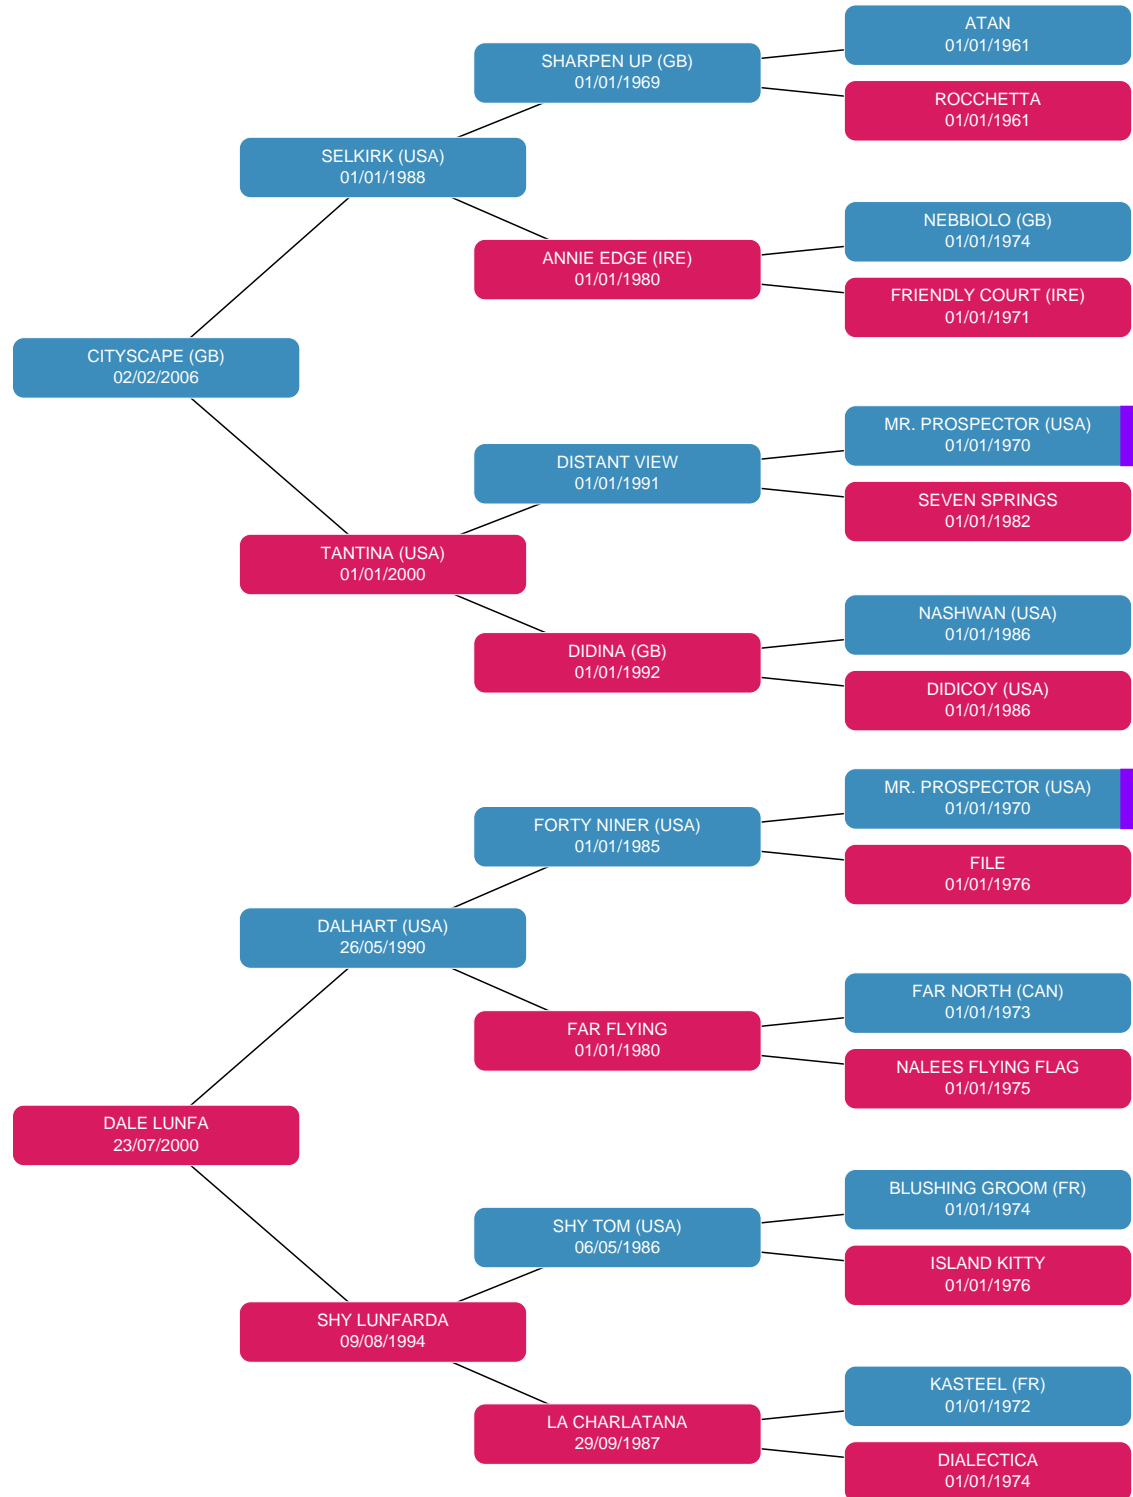 ATAN
01/01/1961
SHARPEN UP (GB)
01/01/1969
ROCCHETTA
01/01/1961
SELKIRK (USA)
01/01/1988
NEBBIOLO (GB)
01/01/1974
ANNIE EDGE (IRE)
01/01/1980
FRIENDLY COURT (IRE)
01/01/1971
CITYSCAPE (GB)
02/02/2006
MR. PROSPECTOR (USA)
01/01/1970
DISTANT VIEW
01/01/1991
SEVEN SPRINGS
01/01/1982
TANTINA (USA)
01/01/2000
NASHWAN (USA)
01/01/1986
DIDINA (GB)
01/01/1992
DIDICOY (USA)
01/01/1986
MR. PROSPECTOR (USA)
01/01/1970
FORTY NINER (USA)
01/01/1985
FILE
01/01/1976
DALHART (USA)
26/05/1990
FAR NORTH (CAN)
01/01/1973
FAR FLYING
01/01/1980
NALEES FLYING FLAG
01/01/1975
DALE LUNFA
23/07/2000
BLUSHING GROOM (FR)
01/01/1974
SHY TOM (USA)
06/05/1986
ISLAND KITTY
01/01/1976
SHY LUNFARDA
09/08/1994
KASTEEL (FR)
01/01/1972
LA CHARLATANA
29/09/1987
DIALECTICA
01/01/1974